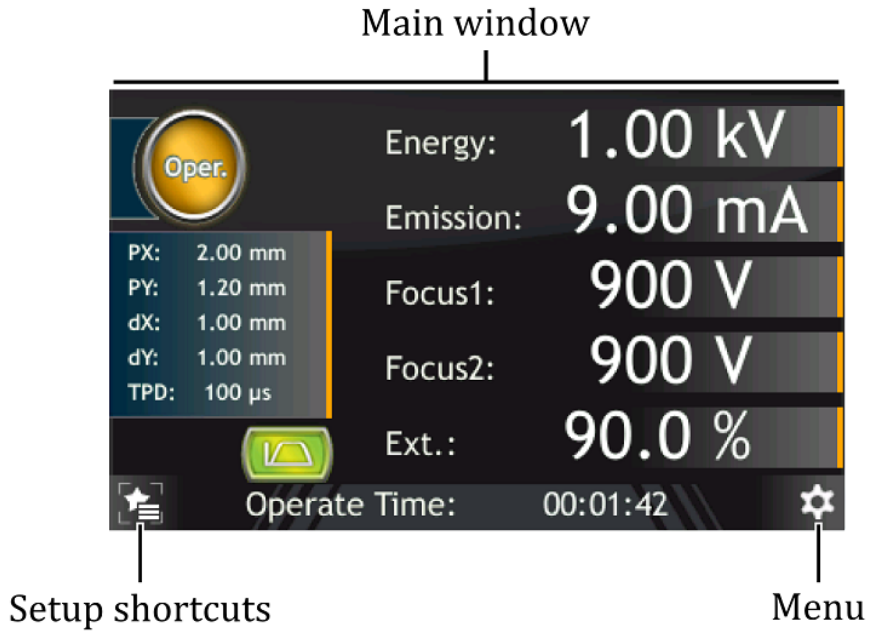 Main window
Oper.
Energy: 1.00 kV
Emission: 9.00 mA
PX: 2.00 mm
PY: 1.20 mm
dX: 1.00 mm
dY: 1.00 mm
TPD: 100 µs
Focus1: 900 V
Focus2: 900 V
Ext.: 90.0 %
Operate Time: 00:01:42
Setup shortcuts
Menu